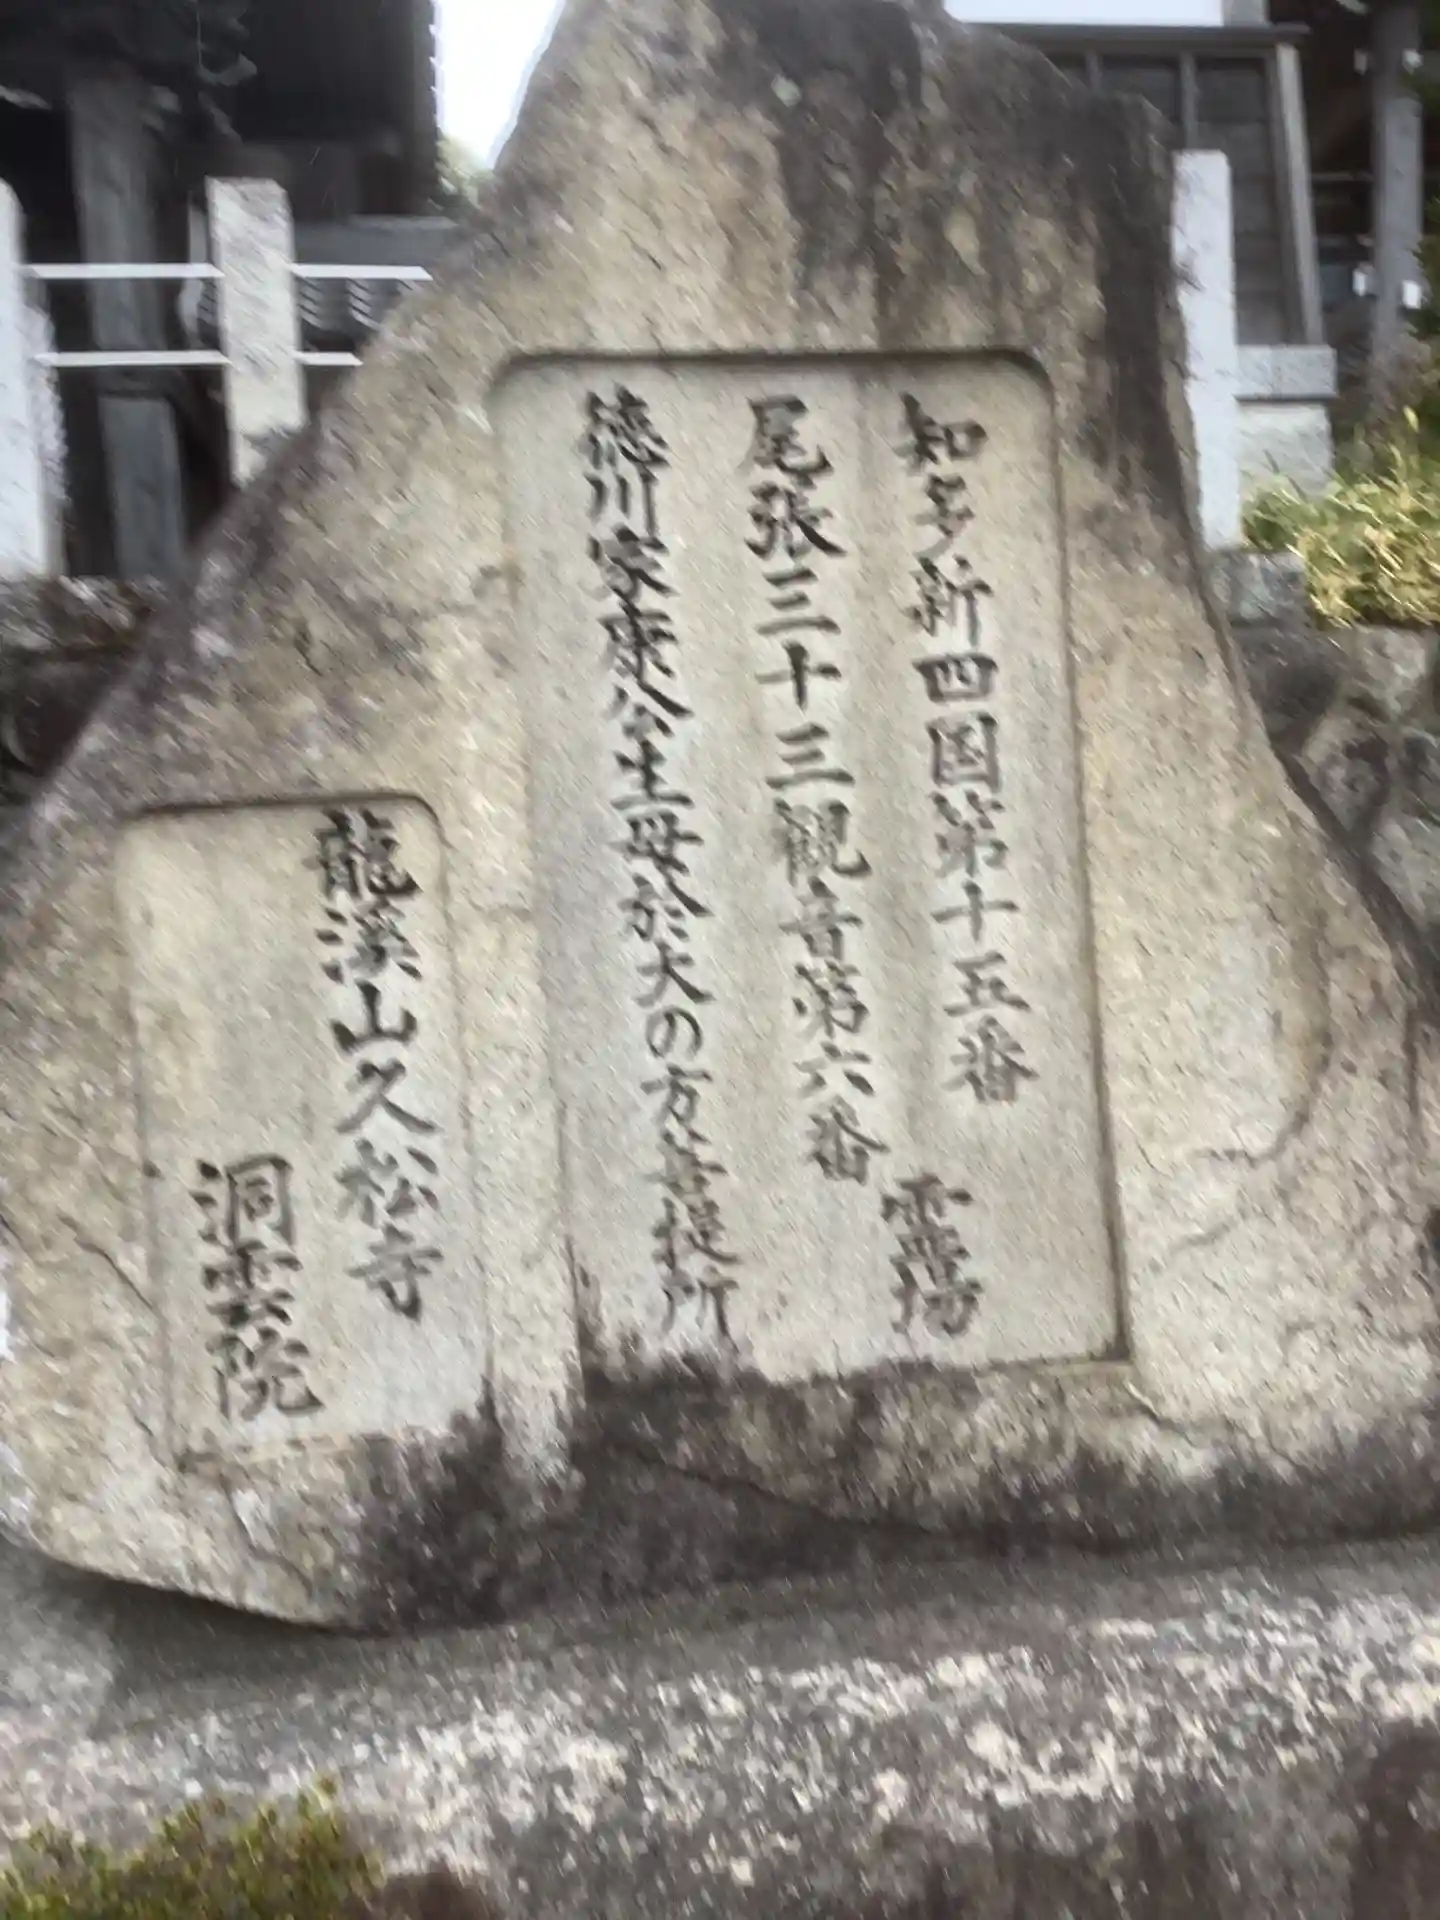 知多新四国第十五番
尾張三十三観音第六番
霊場
徳川家康公生母於大の方菩提所
龍溪山久松寺
洞雲院